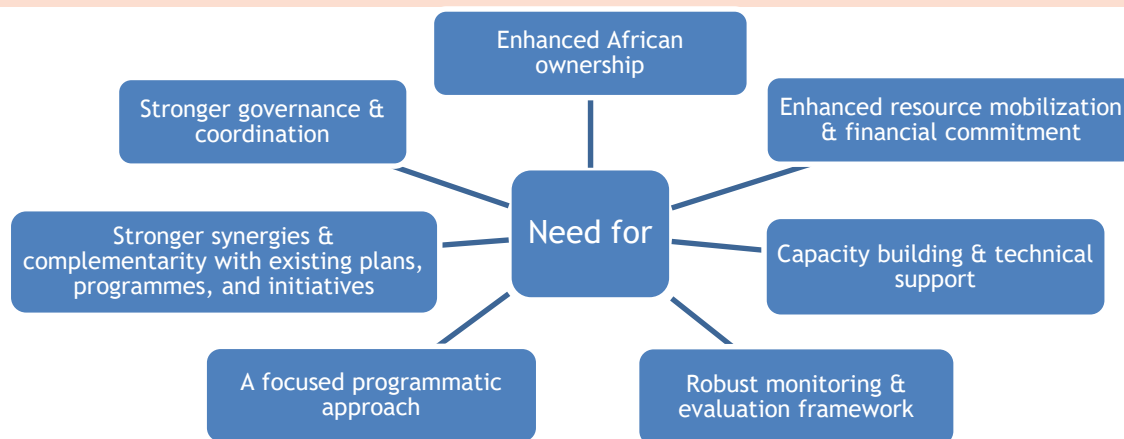 Enhanced African
ownership
Stronger governance &
coordination
Enhanced resource mobilization
& financial commitment
Need for
Stronger synergies &
complementarity with existing plans,
programmes, and initiatives
Capacity building & technical
support
A focused programmatic
approach
Robust monitoring &
evaluation framework